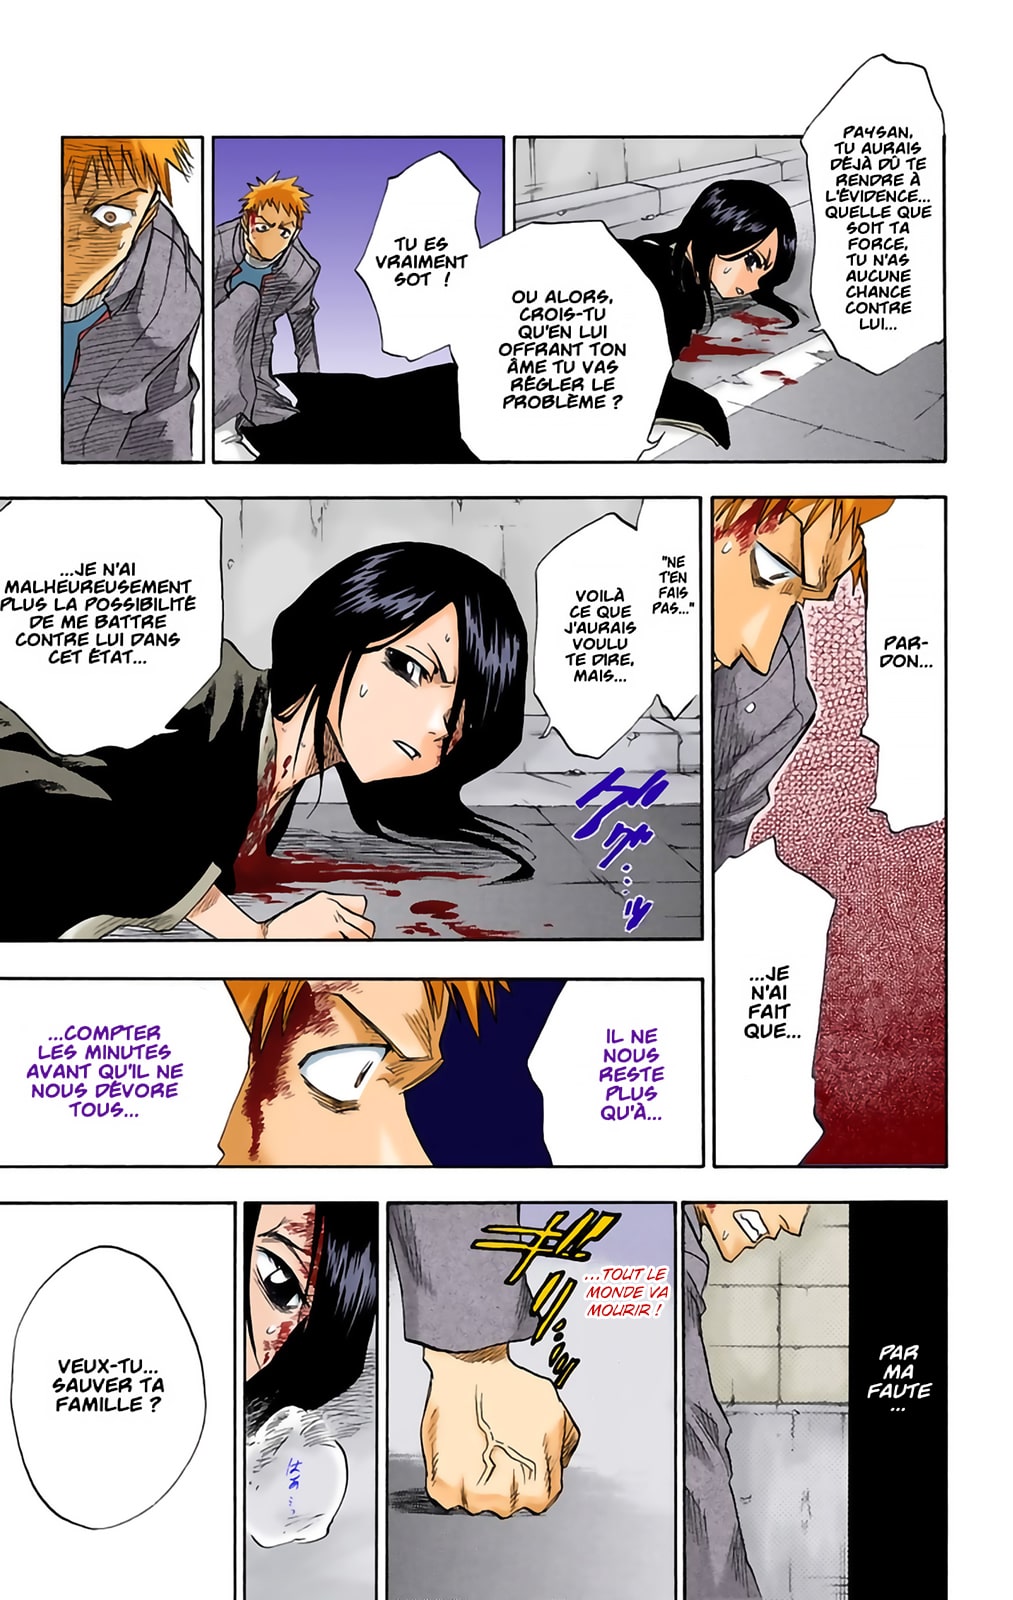 PAYSAN,
TU AURAIS
DÉJÀ DÛ TE
RENDRE À
L'ÉVIDENCE...
QUELLE QUE
SOIT TA
FORCE,
TU N'AS
AUCUNE
CHANCE
CONTRE
LUI...
OU ALORS,
CROIS-TU
QU'EN LUI
OFFRANT TON
ÂME TU VAS
RÉGLER LE
PROBLÈME ?
TU ES
VRAIMENT
SOT !
PAR-
DON...
...JE
N'AI
FAIT
QUE...
"NE
T'EN
FAIS
PAS..."
VOILÀ
CE QUE
J'AURAIS
VOULU
TE DIRE,
MAIS...
...JE N'AI
MALHEUREUSEMENT
PLUS LA POSSIBILITÉ
DE ME BATTRE
CONTRE LUI DANS
CET ÉTAT...
IL NE
NOUS
RESTE
PLUS
QU'À...
...COMPTER
LES MINUTES
AVANT QU'IL NE
NOUS DÉVORE
TOUS...
PAR
MA
FAUTE
...
...TOUT LE
MONDE VA
MOURIR !
はぁ…っ
VEUX-TU...
SAUVER TA
FAMILLE ?